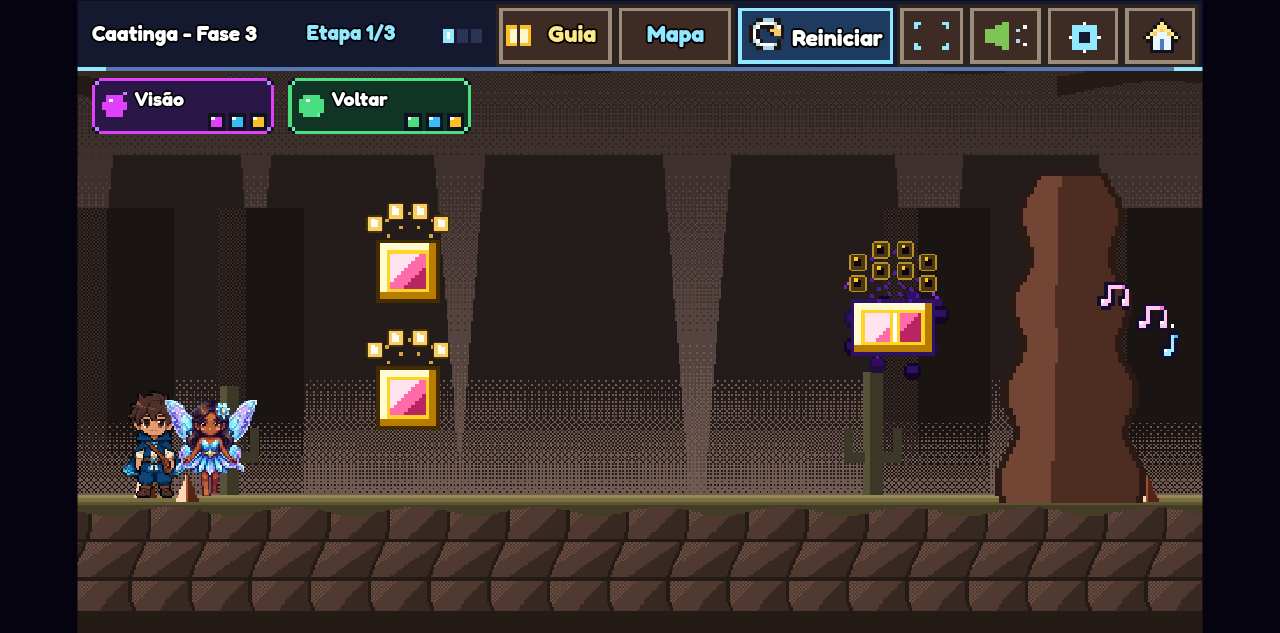 Caatinga - Fase 3
Etapa 1/3
Guia
Mapa
Reiniciar
Visão
Voltar